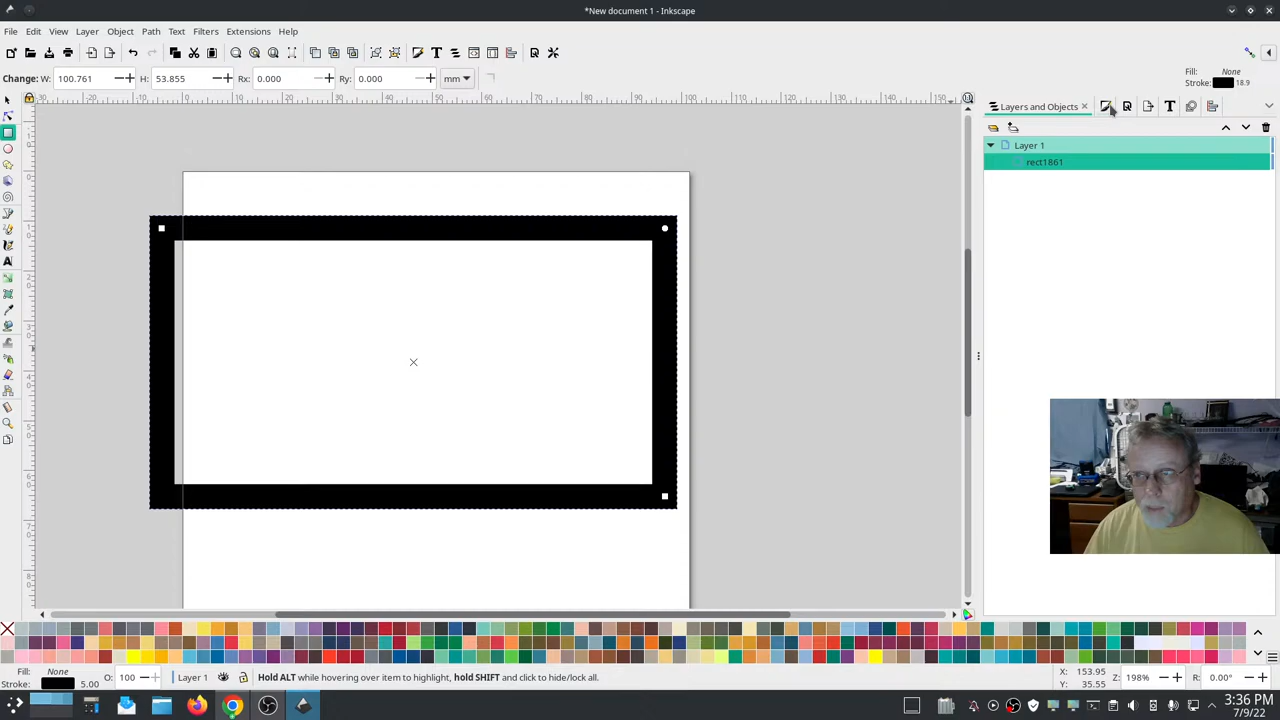 *New document 1 - Inkscape
File Edit View Layer Object Path Text Filters Extensions Help
Change: W: 100.761 H: 53.855 Rx: 0.000 Ry: 0.000 mm
Fill: None
Stroke: 18.9
Layers and Objects
Layer 1
rect1861
Fill: None
Stroke: 5.00
O: 100
Layer 1
Hold ALT while hovering over item to highlight, hold SHIFT and click to hide/lock all.
X: 153.95
Y: 35.55
Z: 198%
R: 0.00°
3:36 PM
7/9/22